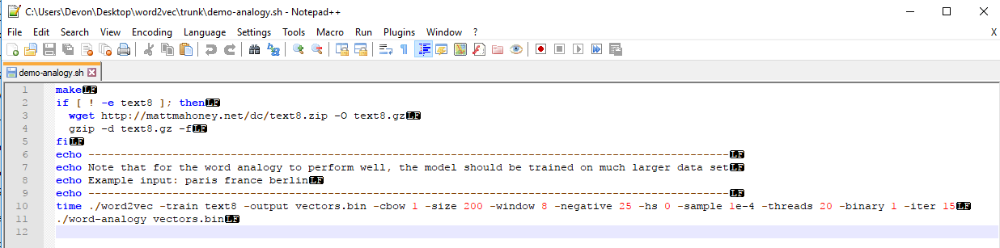 C:\Users\Devon\Desktop\word2vec\trunk\demo-analogy.sh - Notepad++
File Edit Search View Encoding Language Settings Tools Macro Run Plugins Window ? X
demo-analogy.sh
1 makeLF
2 if [ ! -e text8 ]; thenLF
3   wget http://mattmahoney.net/dc/text8.zip -O text8.gzLF
4   gzip -d text8.gz -fLF
5 fiLF
6 echo ---------------------------------------------------------------------------------------------------LF
7 echo Note that for the word analogy to perform well, the model should be trained on much larger data setLF
8 echo Example input: paris france berlinLF
9 echo ---------------------------------------------------------------------------------------------------LF
10 time ./word2vec -train text8 -output vectors.bin -cbow 1 -size 200 -window 8 -negative 25 -hs 0 -sample 1e-4 -threads 20 -binary 1 -iter 15LF
11 ./word-analogy vectors.binLF
12